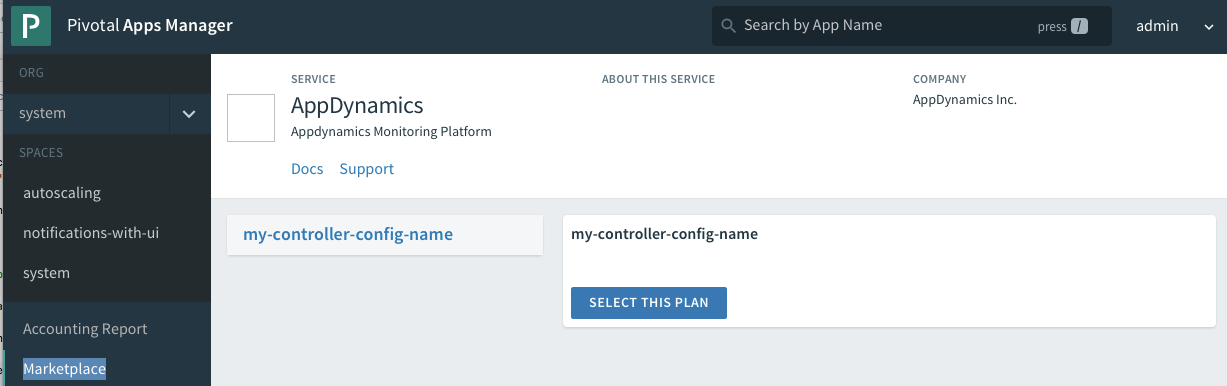 P Pivotal Apps Manager
Search by App Name press /
admin
ORG
system
SPACES
autoscaling
notifications-with-ui
system
Accounting Report
Marketplace
SERVICE
AppDynamics
Appdynamics Monitoring Platform
Docs Support
ABOUT THIS SERVICE
COMPANY
AppDynamics Inc.
my-controller-config-name
my-controller-config-name
SELECT THIS PLAN